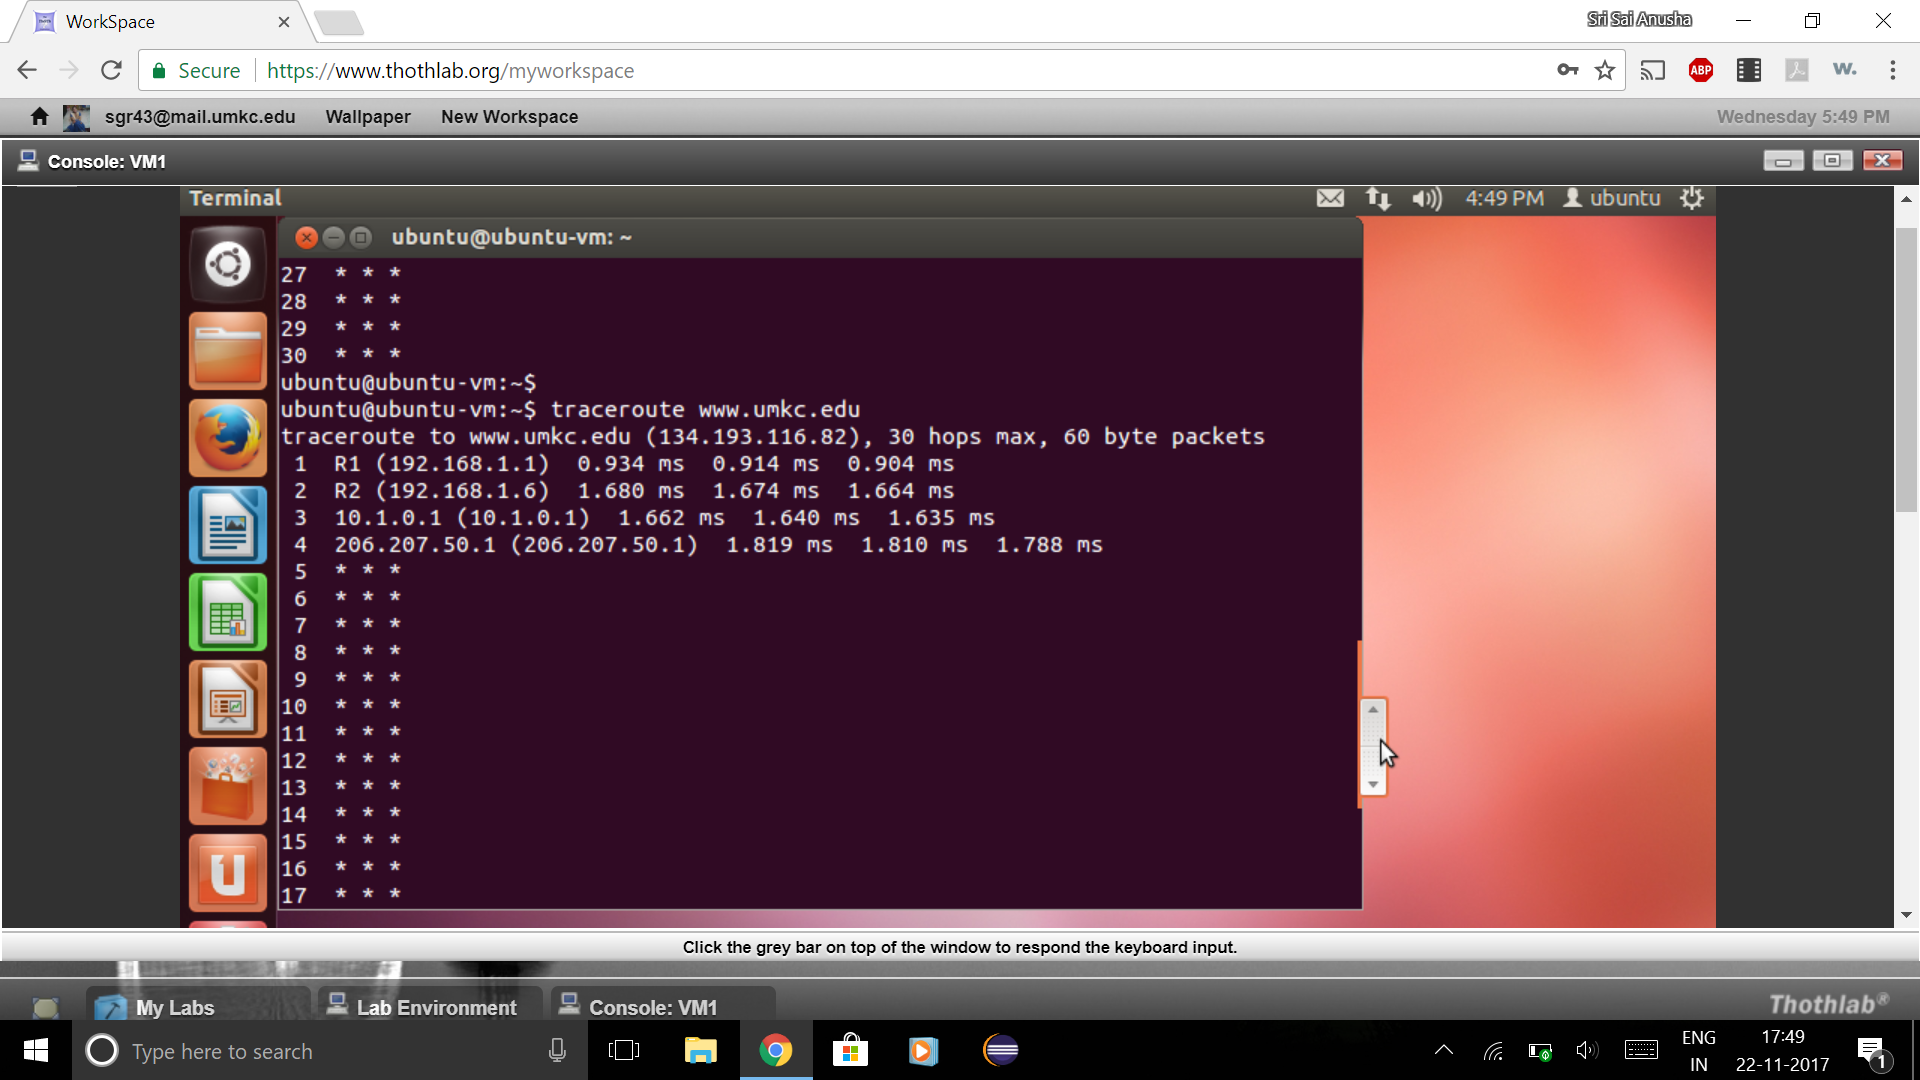 WorkSpace
Sri Sai Anusha
Secure https://www.thothlab.org/myworkspace
ABP
W.
sgr43@mail.umkc.edu Wallpaper New Workspace Wednesday 5:49 PM
Console: VM1
Terminal 4:49 PM ubuntu
ubuntu@ubuntu-vm: ~
27 * * *
28 * * *
29 * * *
30 * * *
ubuntu@ubuntu-vm:~$
ubuntu@ubuntu-vm:~$ traceroute www.umkc.edu
traceroute to www.umkc.edu (134.193.116.82), 30 hops max, 60 byte packets
1 R1 (192.168.1.1) 0.934 ms 0.914 ms 0.904 ms
2 R2 (192.168.1.6) 1.680 ms 1.674 ms 1.664 ms
3 10.1.0.1 (10.1.0.1) 1.662 ms 1.640 ms 1.635 ms
4 206.207.50.1 (206.207.50.1) 1.819 ms 1.810 ms 1.788 ms
5 * * *
6 * * *
7 * * *
8 * * *
9 * * *
10 * * *
11 * * *
12 * * *
13 * * *
14 * * *
15 * * *
16 * * *
17 * * *
Click the grey bar on top of the window to respond the keyboard input.
My Labs Lab Environment Console: VM1 Thothlab®
Type here to search
ENG 17:49
IN 22-11-2017 1